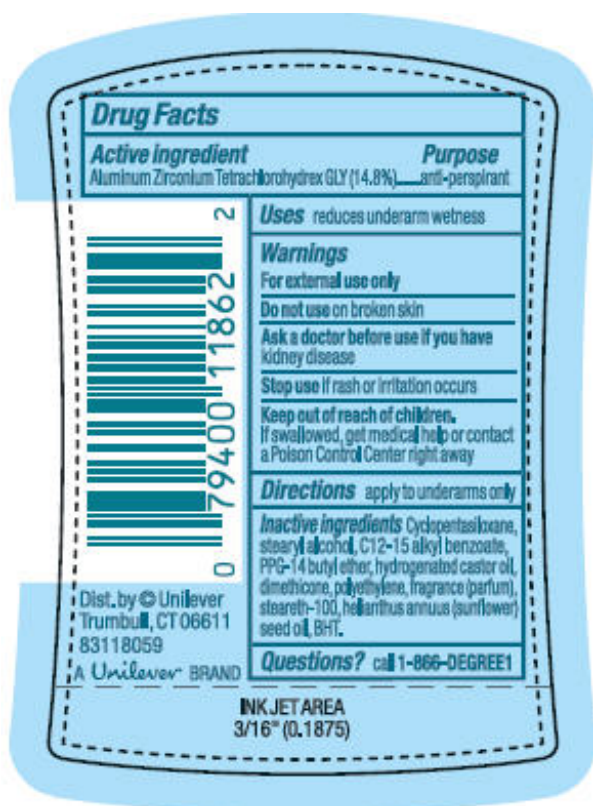 Drug Facts
Active ingredient Purpose
Aluminum Zirconium Tetrachlorohydrex GLY (14.8%).....anti-perspirant
Uses reduces underarm wetness
Warnings
For external use only
Do not use on broken skin
Ask a doctor before use if you have
kidney disease
Stop use if rash or irritation occurs
Keep out of reach of children.
If swallowed, get medical help or contact
a Poison Control Center right away
Directions apply to underarms only
Inactive ingredients Cyclopentasiloxane,
stearyl alcohol, C12-15 alkyl benzoate,
PPG-14 butyl ether, hydrogenated castor oil,
dimethicone, polyethylene, fragrance (parfum),
steareth-100, helianthus annuus (sunflower)
seed oil, BHT.
Questions? call 1-866-DEGREE1
0 79400 11862 2
Dist. by © Unilever
Trumbull, CT 06611
83118059
A Unilever BRAND
INK JET AREA
3/16" (0.1875)